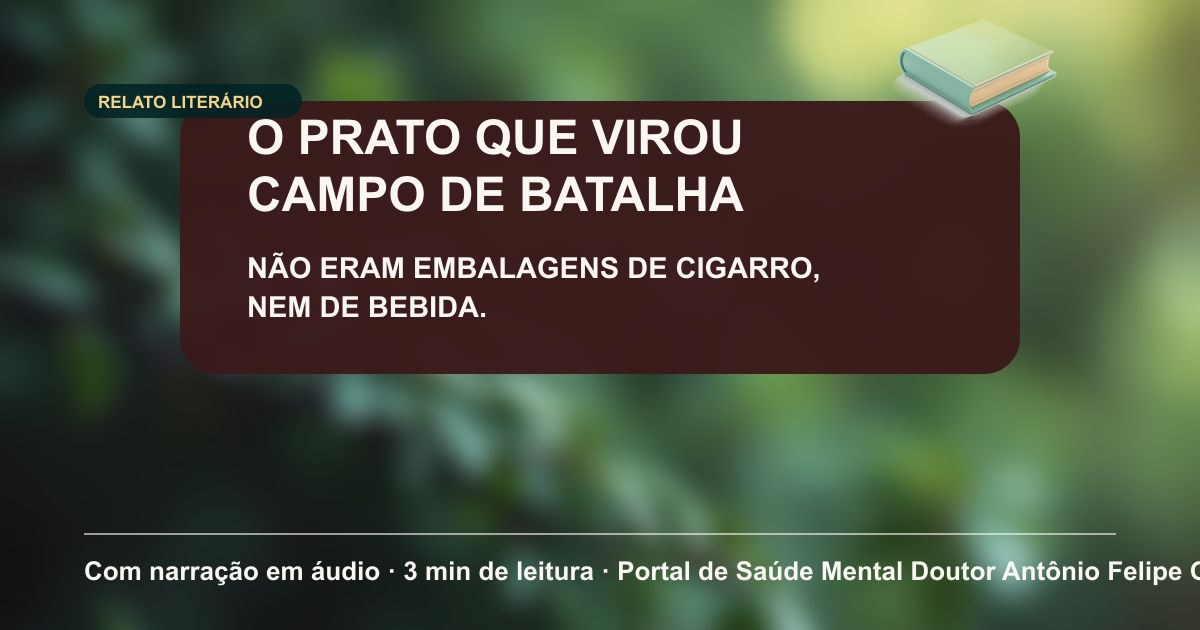 RELATO LITERÁRIO
O PRATO QUE VIROU
CAMPO DE BATALHA
NÃO ERAM EMBALAGENS DE CIGARRO,
NEM DE BEBIDA.
Com narração em áudio · 3 min de leitura · Portal de Saúde Mental Doutor Antônio Felipe